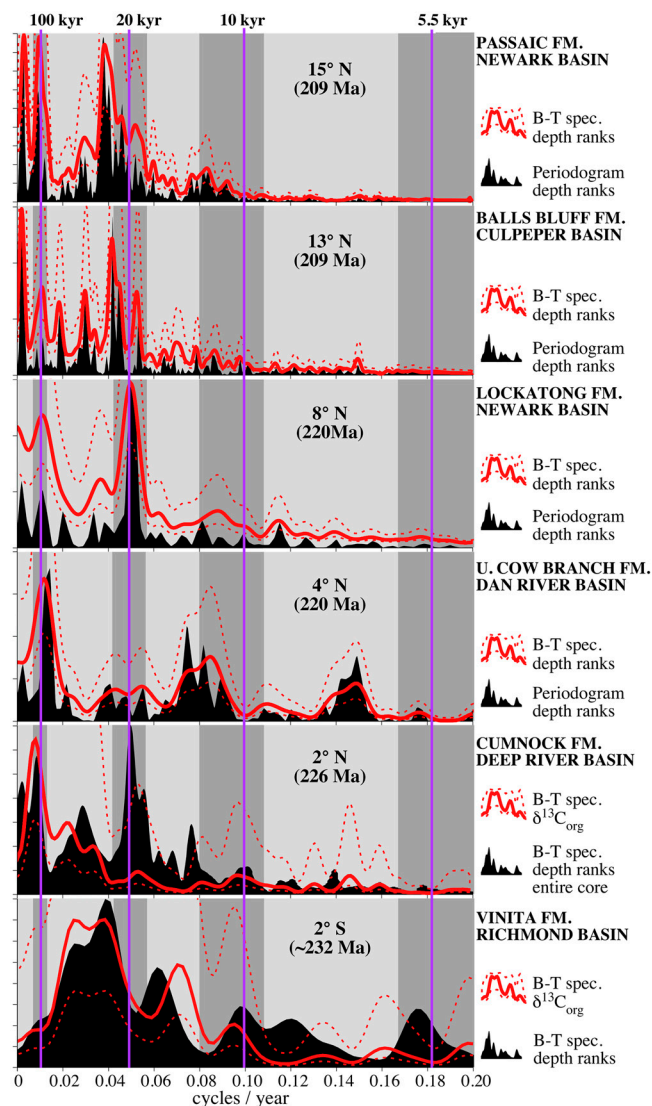 100 kyr 20 kyr 10 kyr 5.5 kyr
15° N
(209 Ma)
PASSAIC FM.
NEWARK BASIN
B-T spec.
depth ranks
Periodogram
depth ranks
13° N
(209 Ma)
BALLS BLUFF FM.
CULPEPER BASIN
B-T spec.
depth ranks
Periodogram
depth ranks
8° N
(220Ma)
LOCKATONG FM.
NEWARK BASIN
B-T spec.
depth ranks
Periodogram
depth ranks
4° N
(220 Ma)
U. COW BRANCH FM.
DAN RIVER BASIN
B-T spec.
depth ranks
Periodogram
depth ranks
2° N
(226 Ma)
CUMNOCK FM.
DEEP RIVER BASIN
B-T spec.
δ¹³Corg
B-T spec.
depth ranks
entire core
2° S
(~232 Ma)
VINITA FM.
RICHMOND BASIN
B-T spec.
δ¹³Corg
B-T spec.
depth ranks
0 0.02 0.04 0.06 0.08 0.10 0.12 0.14 0.16 0.18 0.20
cycles / year